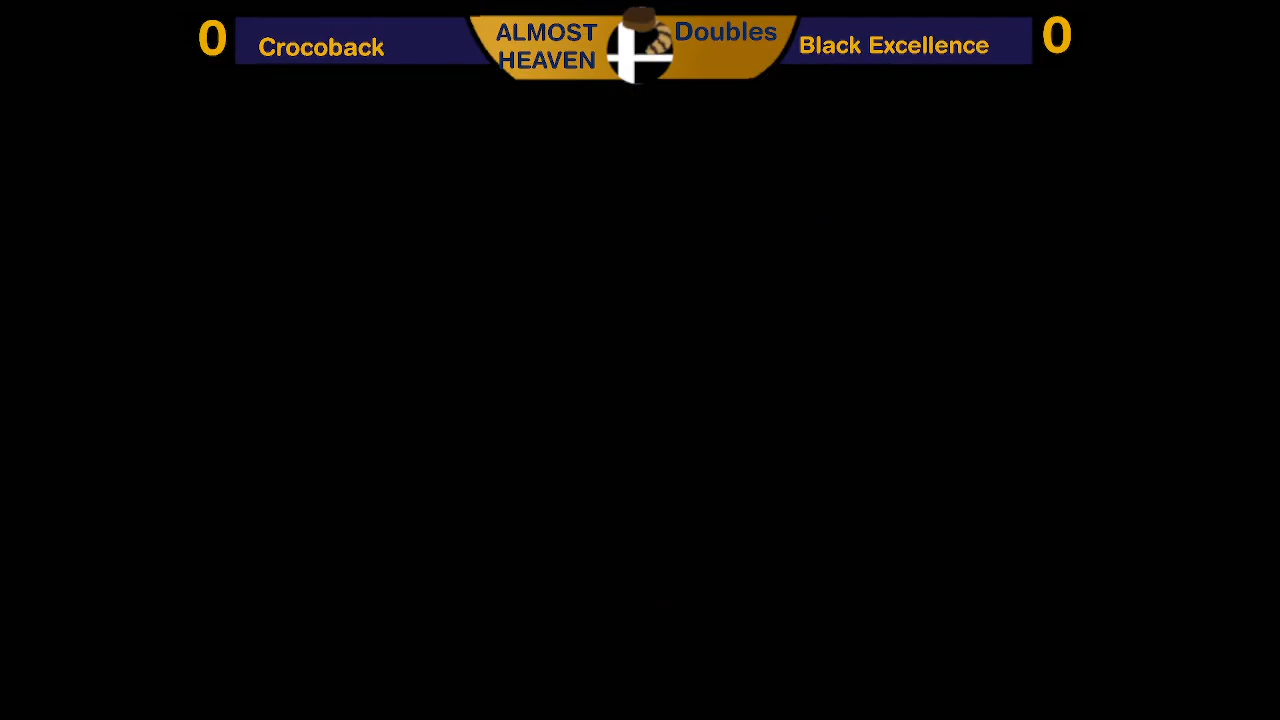 0
Crocoback
ALMOST
HEAVEN
Doubles
Black Excellence
0